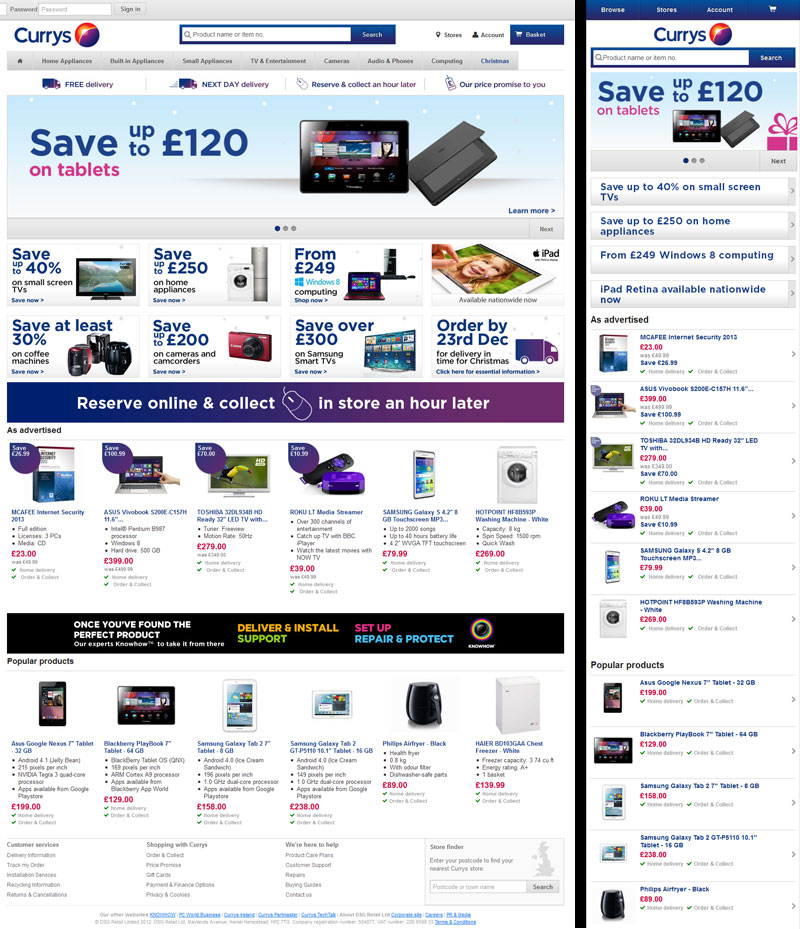 Password Password Sign in
Currys
Product name or item no. Search
Stores Account Basket
Home Appliances Built-in Appliances Small Appliances TV & Entertainment Cameras Audio & Phones Computing Christmas
FREE delivery NEXT DAY delivery Reserve & collect an hour later Our price promise to you
Save up to £120
on tablets
Learn more >
Next
Save up to 40%
on small screen TVs
Save now >
Save up to £250
on home appliances
Save now >
From £249
Windows 8 computing
Shop now >
iPad
with Retina display
Available nationwide now
Save at least 30%
on coffee machines
Save now >
Save up to £200
on cameras and camcorders
Save now >
Save over £300
on Samsung Smart TVs
Save now >
Order by 23rd Dec
for delivery in time for Christmas
Click here for essential information >
Reserve online & collect in store an hour later
As advertised
Save £26.99
MCAFEE Internet Security 2013
Full edition
Licenses: 3 PCs
Media: CD
£23.00
was £49.99
Home delivery
Order & Collect
Save £100.99
ASUS Vivobook S200E-C157H 11.6"...
Intel® Pentium B987 processor
Windows 8
Hard drive: 500 GB
£399.00
was £499.99
Home delivery
Order & Collect
Save £70.00
TOSHIBA 32DL934B HD Ready 32" LED TV with...
Tuner: Freeview
Motion Rate: 50Hz
£279.00
was £349.00
Home delivery
Order & Collect
Save £10.99
ROKU LT Media Streamer
Over 300 channels of entertainment
Catch up TV with BBC iPlayer
Watch the latest movies with NOW TV
£39.00
was £49.99
Home delivery
Order & Collect
SAMSUNG Galaxy S 4.2" 8 GB Touchscreen MP3...
Up to 2000 songs
Up to 40 hours battery life
4.2" WVGA TFT touchscreen
£79.99
Home delivery
Order & Collect
HOTPOINT HF8B593P Washing Machine - White
Capacity: 8 kg
Spin Speed: 1500 rpm
Quick Wash
£269.00
Home delivery
Order & Collect
ONCE YOU'VE FOUND THE PERFECT PRODUCT
Our experts Knowhow™ to take it from there
DELIVER & INSTALL
SUPPORT
SET UP
REPAIR & PROTECT
KNOWHOW
Popular products
Asus Google Nexus 7" Tablet - 32 GB
Android 4.1 (Jelly Bean)
215 pixels per inch
NVIDIA Tegra 3 quad-core processor
Apps available from Google Playstore
£199.00
Home delivery
Order & Collect
Blackberry PlayBook 7" Tablet - 64 GB
BlackBerry Tablet OS (QNX)
169 pixels per inch
ARM Cortex A9 processor
Apps available from Blackberry App World
£129.00
Home delivery
Order & Collect
Samsung Galaxy Tab 2 7" Tablet - 8 GB
Android 4.0 (Ice Cream Sandwich)
196 pixels per inch
1.0 GHz dual-core processor
Apps available from Google Playstore
£158.00
Home delivery
Order & Collect
Samsung Galaxy Tab 2 GT-P5110 10.1" Tablet - 16 GB
Android 4.0 (Ice Cream Sandwich)
149 pixels per inch
1.0 GHz dual-core processor
Apps available from Google Playstore
£238.00
Home delivery
Order & Collect
Philips Airfryer - Black
Health fryer
0.8 kg
With odour filter
Dishwasher-safe parts
£89.00
Home delivery
Order & Collect
HAIER BD103GAA Chest Freezer - White
Freezer capacity: 3.74 cu.ft
Energy rating: A+
1 basket
£139.99
Home delivery
Order & Collect
Customer services
Delivery Information
Track my Order
Installation Services
Recycling Information
Returns & Cancellations
Shopping with Currys
Order & Collect
Price Promise
Gift Cards
Payment & Finance Options
Privacy & Cookies
We're here to help
Product Care Plans
Customer Support
Repairs
Buying Guides
Contact us
Store finder
Enter your postcode to find your nearest Currys store:
Postcode or town name Search
Our other websites KNOWHOW | PC World Business | Currys Ireland | Currys Partmaster | Currys TechTalk | About DSG Retail Ltd Corporate site | Careers | PR & Media
Terms & Conditions
Browse Stores Account
Currys
Product name or item no. Search
Save up to £120
on tablets
Next
Save up to 40% on small screen TVs
Save up to £250 on home appliances
From £249 Windows 8 computing
iPad Retina available nationwide now
As advertised
MCAFEE Internet Security 2013
£23.00
was £49.99
Save £26.99
Home delivery Order & Collect
ASUS Vivobook S200E-C157H 11.6"...
£399.00
was £499.99
Save £100.99
Home delivery Order & Collect
TOSHIBA 32DL934B HD Ready 32" LED TV with...
£279.00
was £349.00
Save £70.00
Home delivery Order & Collect
ROKU LT Media Streamer
£39.00
was £49.99
Save £10.99
Home delivery Order & Collect
SAMSUNG Galaxy S 4.2" 8 GB Touchscreen MP3...
£79.99
Home delivery Order & Collect
HOTPOINT HF8B593P Washing Machine - White
£269.00
Home delivery Order & Collect
Popular products
Asus Google Nexus 7" Tablet - 32 GB
£199.00
Home delivery Order & Collect
Blackberry PlayBook 7" Tablet - 64 GB
£129.00
Home delivery Order & Collect
Samsung Galaxy Tab 2 7" Tablet - 8 GB
£158.00
Home delivery Order & Collect
Samsung Galaxy Tab 2 GT-P5110 10.1" Tablet - 16 GB
£238.00
Home delivery Order & Collect
Philips Airfryer - Black
£89.00
Home delivery Order & Collect